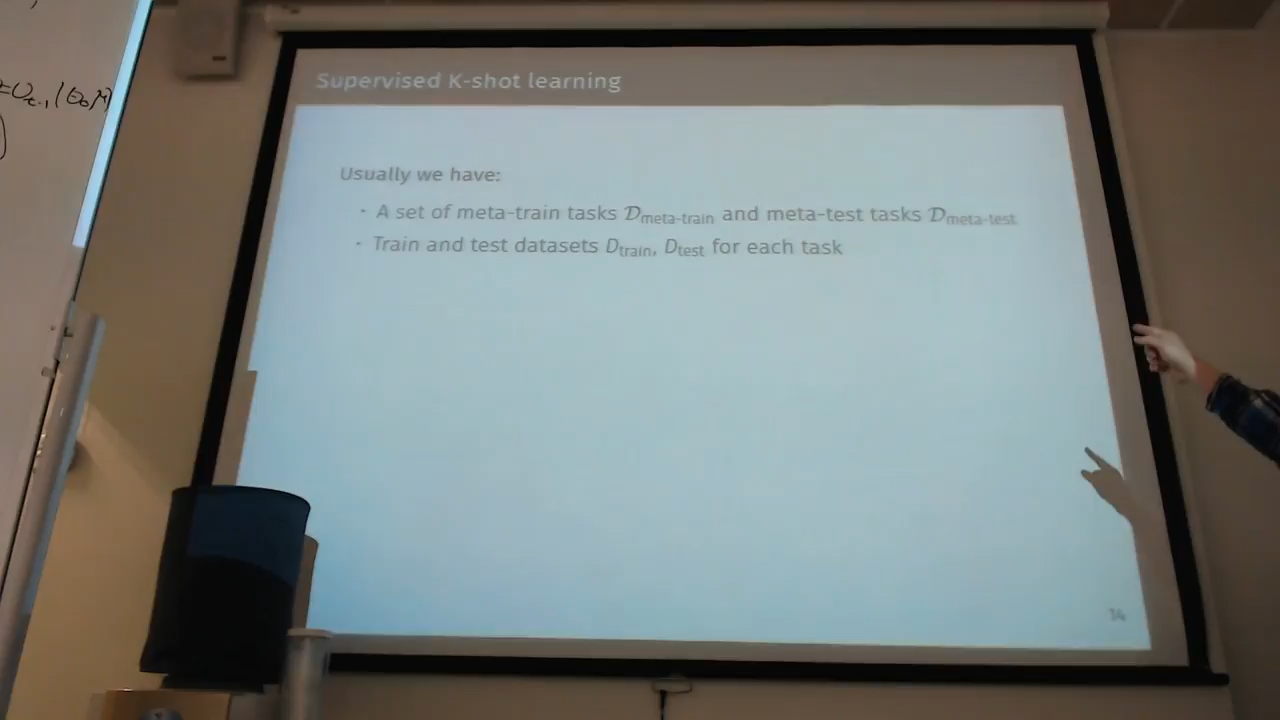 Supervised K-shot learning
Usually we have:
· A set of meta-train tasks 𝒟meta-train and meta-test tasks 𝒟meta-test
· Train and test datasets Dtrain, Dtest for each task
14